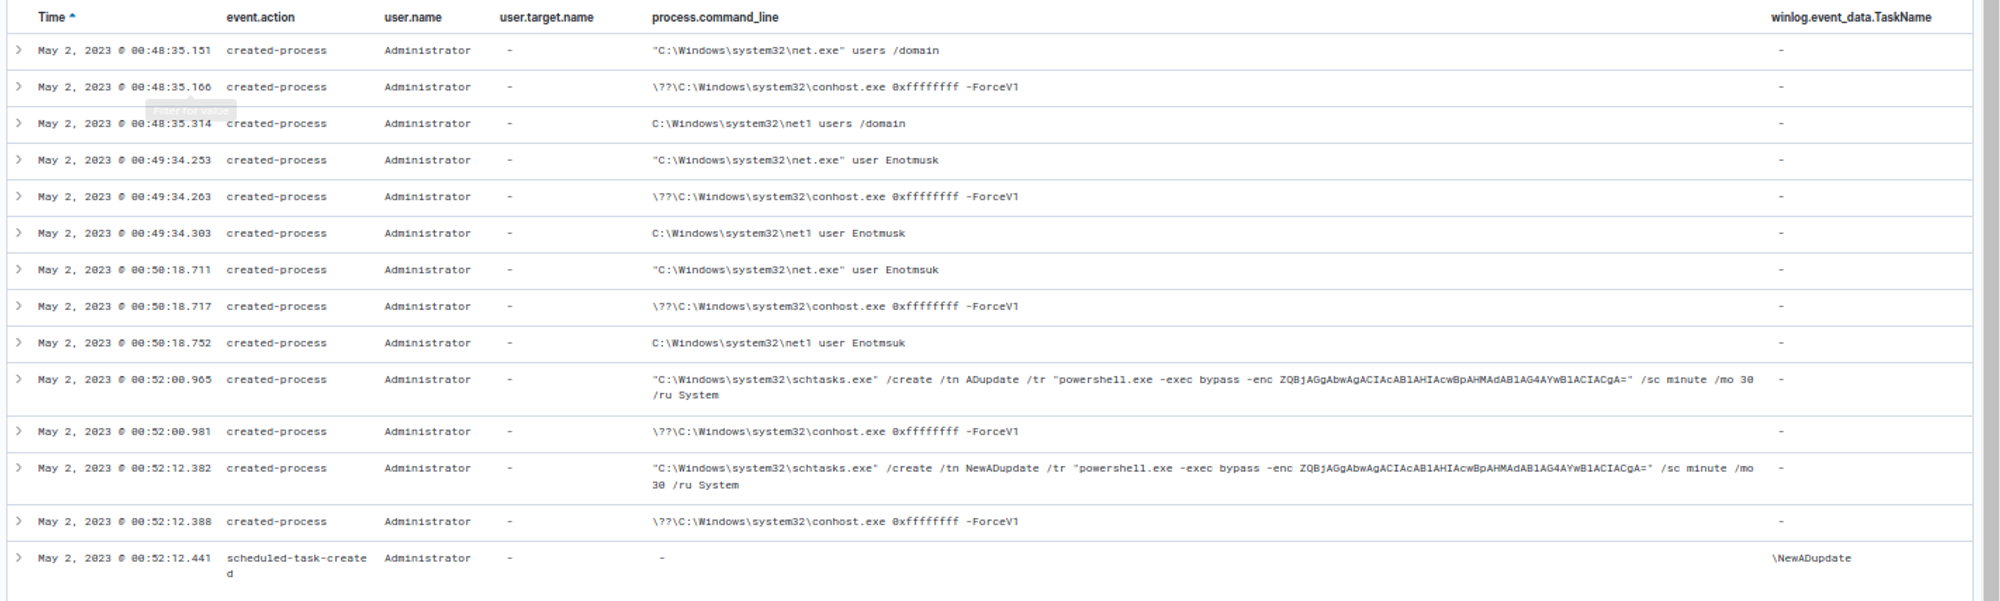 Time event.action user.name user.target.name process.command_line winlog.event_data.TaskName
May 2, 2023 @ 00:48:35.151 created-process Administrator - "C:\Windows\system32\net.exe" users /domain -
May 2, 2023 @ 00:48:35.166 created-process Administrator - \??\C:\Windows\system32\conhost.exe 0xffffffff -ForceV1 -
Filter for value
May 2, 2023 @ 00:48:35.314 created-process Administrator - C:\Windows\system32\net1 users /domain -
May 2, 2023 @ 00:49:34.253 created-process Administrator - "C:\Windows\system32\net.exe" user Enotmusk -
May 2, 2023 @ 00:49:34.263 created-process Administrator - \??\C:\Windows\system32\conhost.exe 0xffffffff -ForceV1 -
May 2, 2023 @ 00:49:34.303 created-process Administrator - C:\Windows\system32\net1 user Enotmusk -
May 2, 2023 @ 00:50:18.711 created-process Administrator - "C:\Windows\system32\net.exe" user Enotmsuk -
May 2, 2023 @ 00:50:18.717 created-process Administrator - \??\C:\Windows\system32\conhost.exe 0xffffffff -ForceV1 -
May 2, 2023 @ 00:50:18.752 created-process Administrator - C:\Windows\system32\net1 user Enotmsuk -
May 2, 2023 @ 00:52:00.965 created-process Administrator - "C:\Windows\system32\schtasks.exe" /create /tn ADupdate /tr "powershell.exe -exec bypass -enc ZQBjAGgAbwAgACIAcABlAHIAcwBpAHMAdABlAG4AYwBlACIACgA=" /sc minute /mo 30 -
/ru System
May 2, 2023 @ 00:52:00.981 created-process Administrator - \??\C:\Windows\system32\conhost.exe 0xffffffff -ForceV1 -
May 2, 2023 @ 00:52:12.382 created-process Administrator - "C:\Windows\system32\schtasks.exe" /create /tn NewADupdate /tr "powershell.exe -exec bypass -enc ZQBjAGgAbwAgACIAcABlAHIAcwBpAHMAdABlAG4AYwBlACIACgA=" /sc minute /mo -
30 /ru System
May 2, 2023 @ 00:52:12.388 created-process Administrator - \??\C:\Windows\system32\conhost.exe 0xffffffff -ForceV1 -
May 2, 2023 @ 00:52:12.441 scheduled-task-create Administrator - - \NewADupdate
d